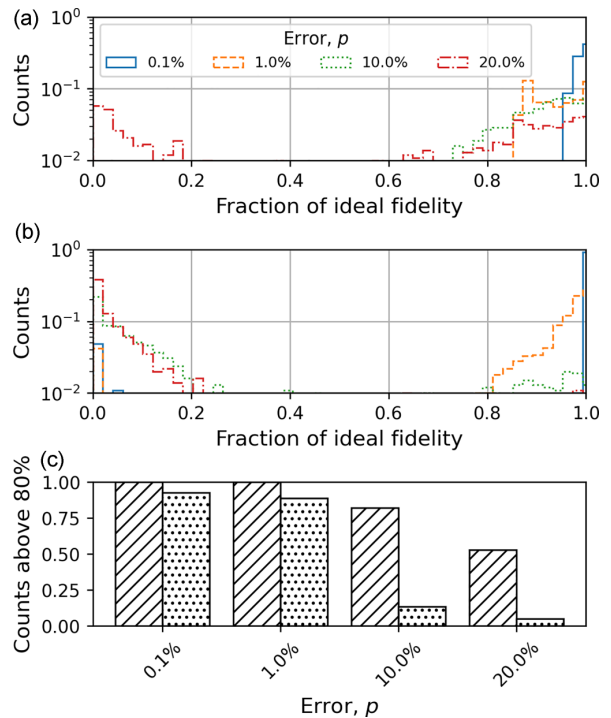 (a)
10⁰
10⁻¹
10⁻²
Counts
Error, p
0.1% 1.0% 10.0% 20.0%
0.0 0.2 0.4 0.6 0.8 1.0
Fraction of ideal fidelity
(b)
10⁰
10⁻¹
10⁻²
Counts
0.0 0.2 0.4 0.6 0.8 1.0
Fraction of ideal fidelity
(c)
1.00
0.75
0.50
0.25
0.00
Counts above 80%
0.1% 1.0% 10.0% 20.0%
Error, p